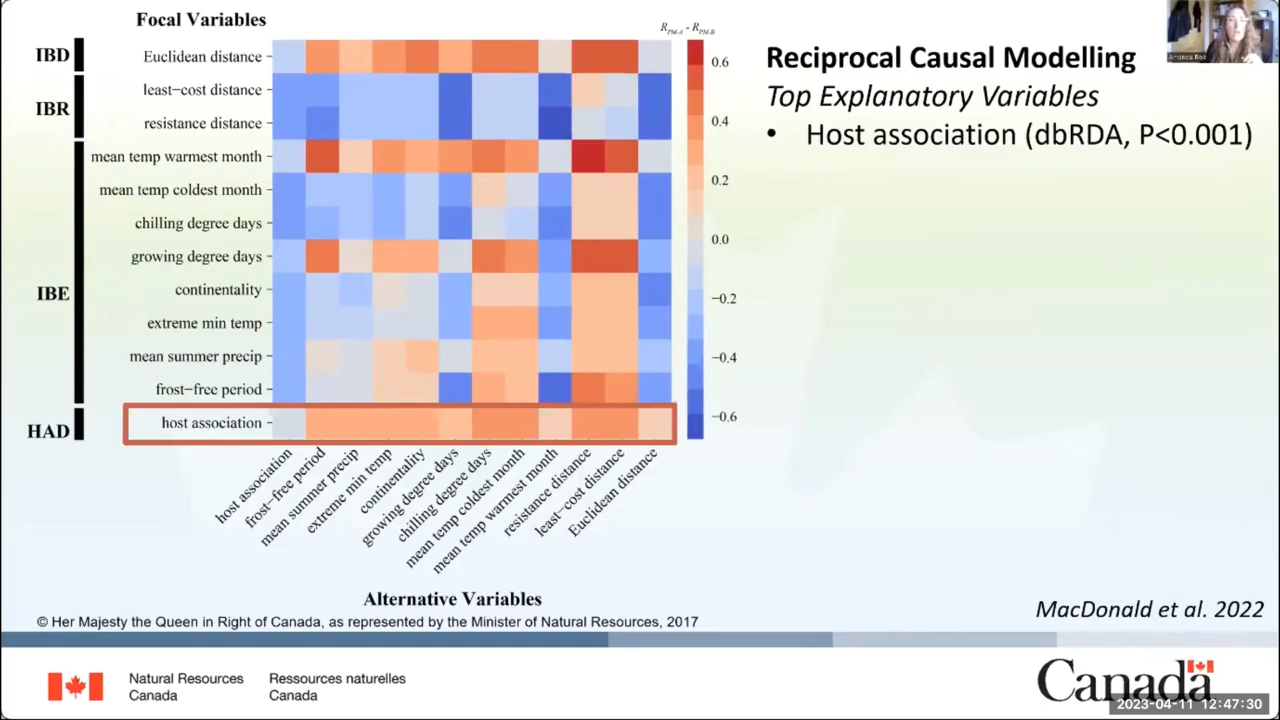 Focal Variables
R_PM-A - R_PM-B
IBD
IBR
IBE
HAD
Euclidean distance
least−cost distance
resistance distance
mean temp warmest month
mean temp coldest month
chilling degree days
growing degree days
continentality
extreme min temp
mean summer precip
frost−free period
host association
host association
frost−free period
mean summer precip
extreme min temp
continentality
growing degree days
chilling degree days
mean temp coldest month
mean temp warmest month
resistance distance
least−cost distance
Euclidean distance
0.6
0.4
0.2
0.0
−0.2
−0.4
−0.6
Alternative Variables
Reciprocal Causal Modelling
Top Explanatory Variables
• Host association (dbRDA, P<0.001)
MacDonald et al. 2022
© Her Majesty the Queen in Right of Canada, as represented by the Minister of Natural Resources, 2017
Natural Resources
Canada
Ressources naturelles
Canada
Canada
2023-04-11 12:47:30